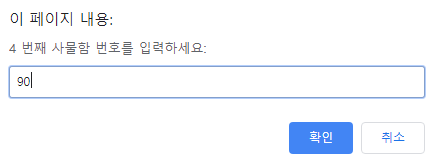 이 페이지 내용:
4 번째 사물함 번호를 입력하세요:
90
확인 취소